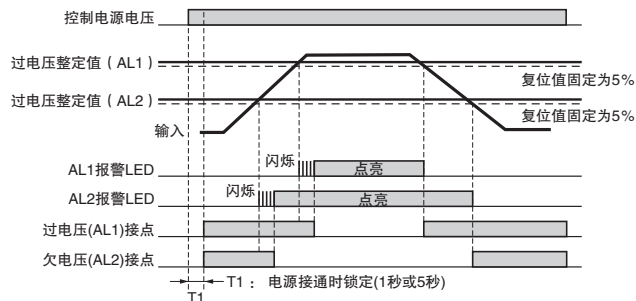 控制电源电压
过电压整定值（AL1）
复位值固定为5%
过电压整定值（AL2）
复位值固定为5%
输入
AL1报警LED
闪烁
点亮
AL2报警LED
闪烁
点亮
过电压(AL1)接点
欠电压(AL2)接点
T1： 电源接通时锁定(1秒或5秒)
T1